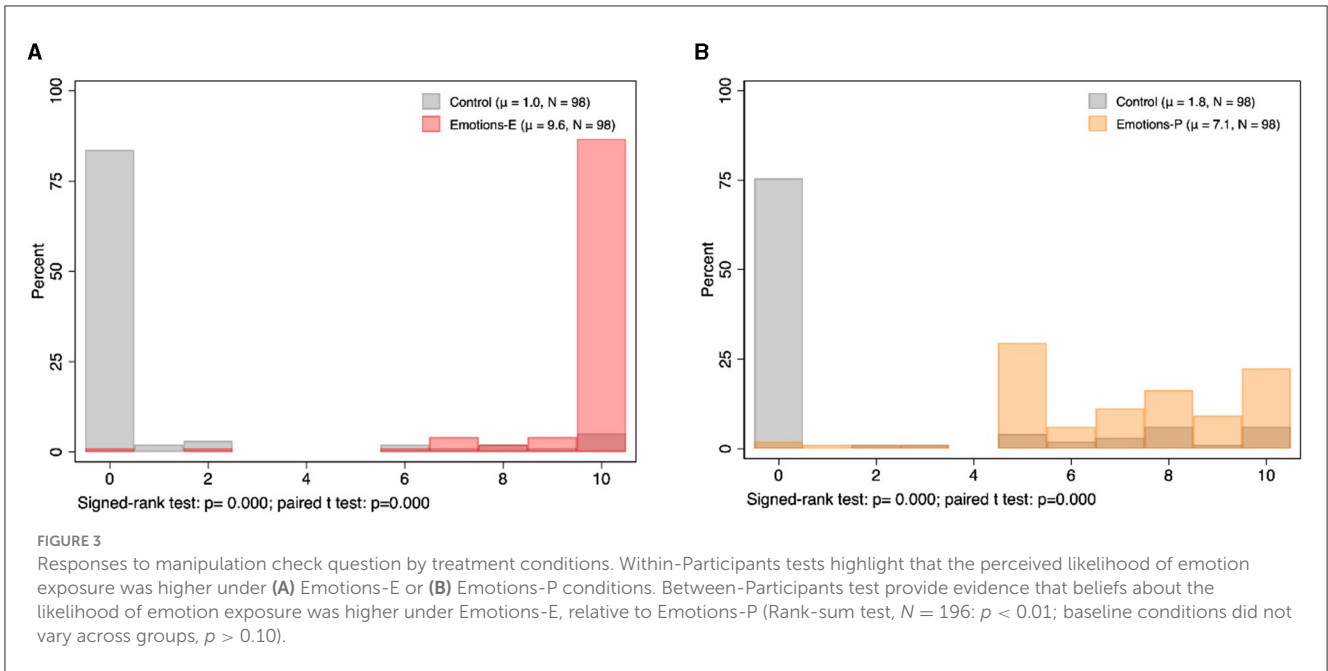 A
100
75
50
25
0
Percent
Control (μ = 1.0, N = 98)
Emotions-E (μ = 9.6, N = 98)
0 2 4 6 8 10
Signed-rank test: p= 0.000; paired t test: p=0.000
B
100
75
50
25
0
Percent
Control (μ = 1.8, N = 98)
Emotions-P (μ = 7.1, N = 98)
0 2 4 6 8 10
Signed-rank test: p= 0.000; paired t test: p=0.000
FIGURE 3
Responses to manipulation check question by treatment conditions. Within-Participants tests highlight that the perceived likelihood of emotion
exposure was higher under (A) Emotions-E or (B) Emotions-P conditions. Between-Participants test provide evidence that beliefs about the
likelihood of emotion exposure was higher under Emotions-E, relative to Emotions-P (Rank-sum test, N = 196: p < 0.01; baseline conditions did not
vary across groups, p > 0.10).